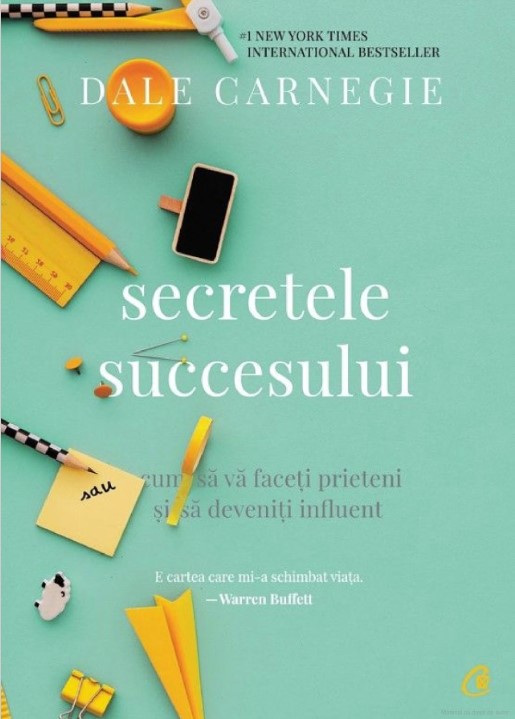 #1 NEW YORK TIMES
INTERNATIONAL BESTSELLER
DALE CARNEGIE
secretele
succesului
sau
cum să vă faceți prieteni
și să deveniți influent
E cartea care mi-a schimbat viața.
—Warren Buffett